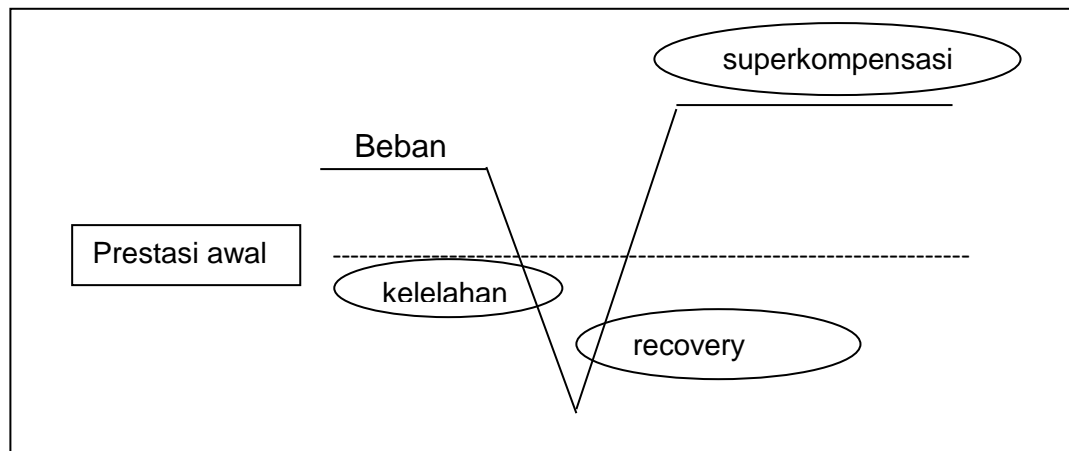 superkompensasi
Beban
Prestasi awal
kelelahan
recovery